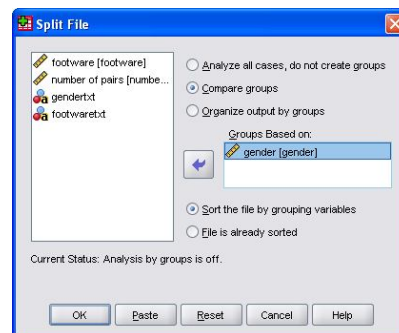 Split File
footware [footware]
number of pairs [numbe...
gendertxt
footwaretxt
Analyze all cases, do not create groups
Compare groups
Organize output by groups
Groups Based on:
gender [gender]
Sort the file by grouping variables
File is already sorted
Current Status: Analysis by groups is off.
OK Paste Reset Cancel Help